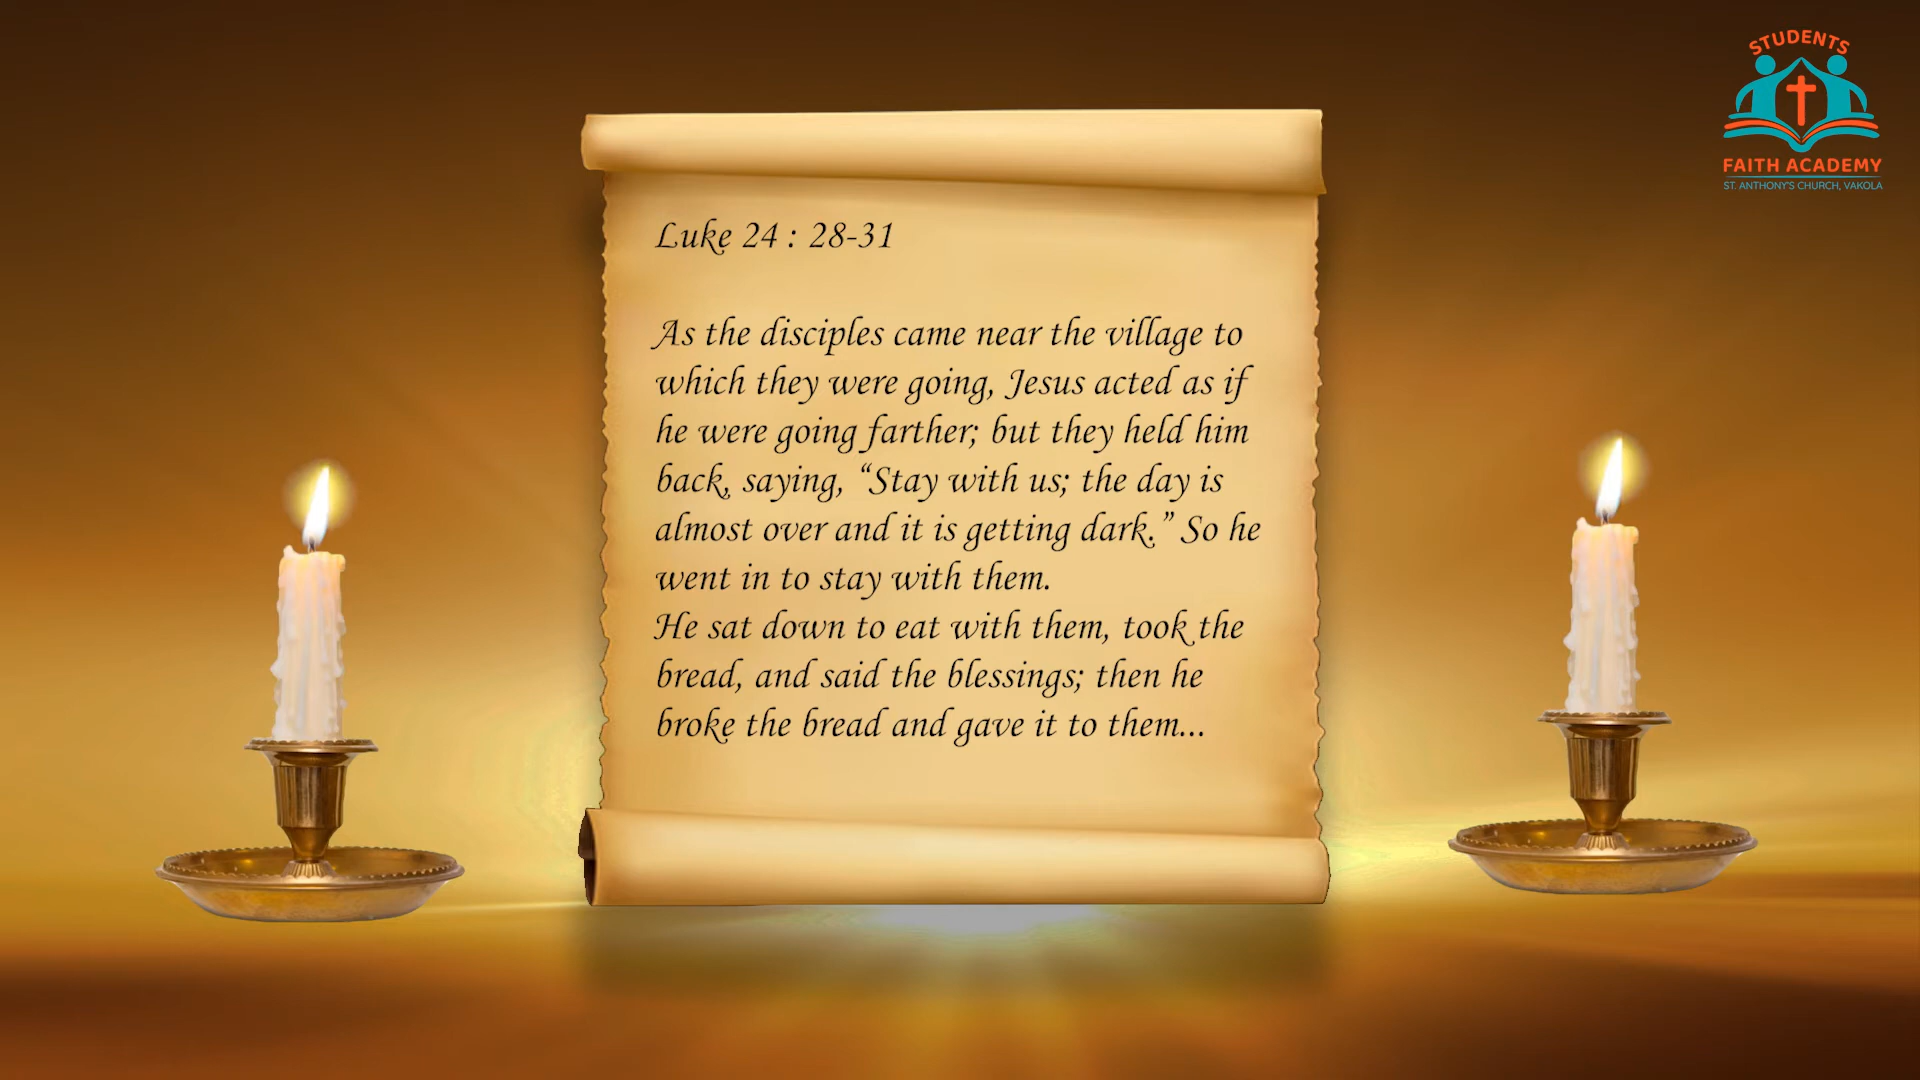 STUDENTS
FAITH ACADEMY
ST. ANTHONY'S CHURCH, VAKOLA
Luke 24 : 28-31
As the disciples came near the village to
which they were going, Jesus acted as if
he were going farther; but they held him
back, saying, “Stay with us; the day is
almost over and it is getting dark.” So he
went in to stay with them.
He sat down to eat with them, took the
bread, and said the blessings; then he
broke the bread and gave it to them...